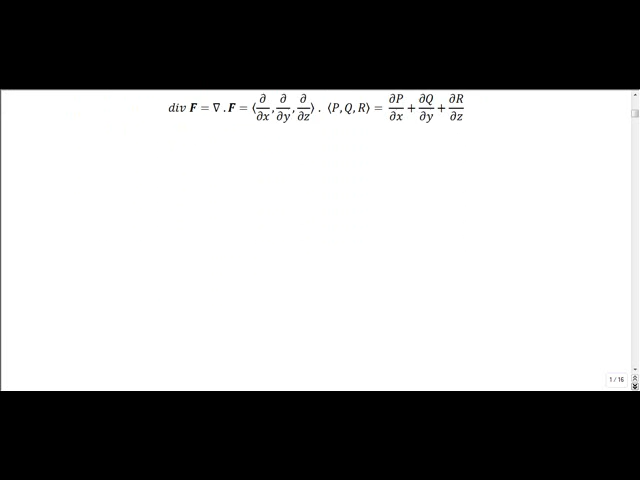 div F = ∇ . F = ⟨∂/∂x, ∂/∂y, ∂/∂z⟩ . ⟨P, Q, R⟩ = ∂P/∂x + ∂Q/∂y + ∂R/∂z
1 / 16